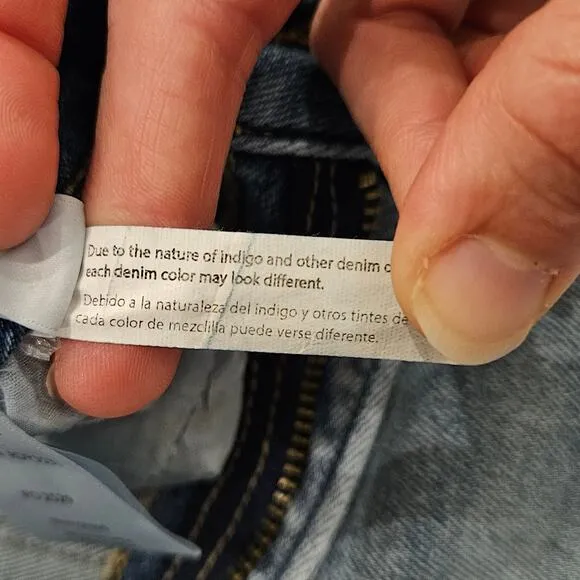 Due to the nature of indigo and other denim
each denim color may look different.
Debido a la naturaleza del índigo y otros tintes de
cada color de mezclilla puede verse diferente.